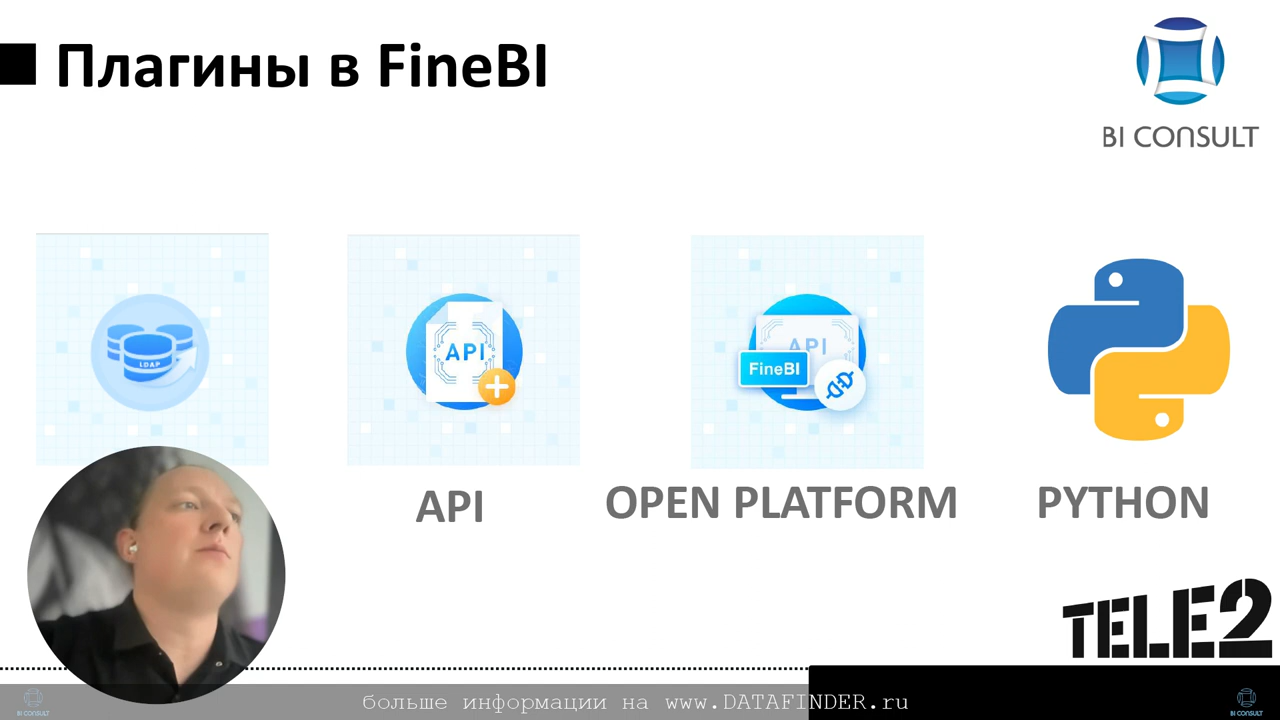 Плагины в FineBI
BI CONSULT
LDAP
API
API
FineBI
API
OPEN PLATFORM
PYTHON
TELE2
больше информации на www.DATAFINDER.ru
BI CONSULT
BI CONSULT